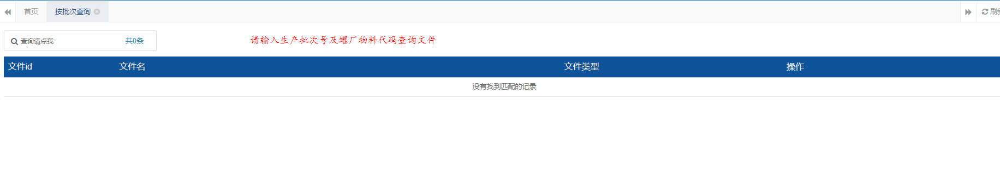 首页
按批次查询
刷新
查询请点我
共0条
请输入生产批次号及罐厂物料代码查询文件
文件id
文件名
文件类型
操作
没有找到匹配的记录